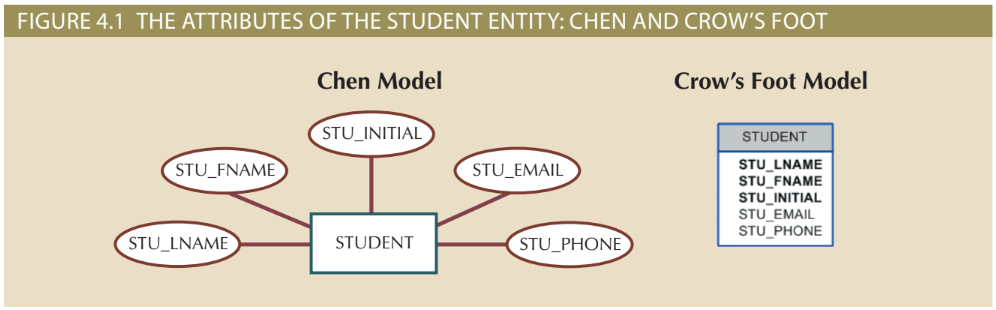 FIGURE 4.1 THE ATTRIBUTES OF THE STUDENT ENTITY: CHEN AND CROW'S FOOT
Chen Model
STU_INITIAL
STU_FNAME
STU_EMAIL
STU_LNAME
STUDENT
STU_PHONE
Crow's Foot Model
STUDENT
STU_LNAME
STU_FNAME
STU_INITIAL
STU_EMAIL
STU_PHONE